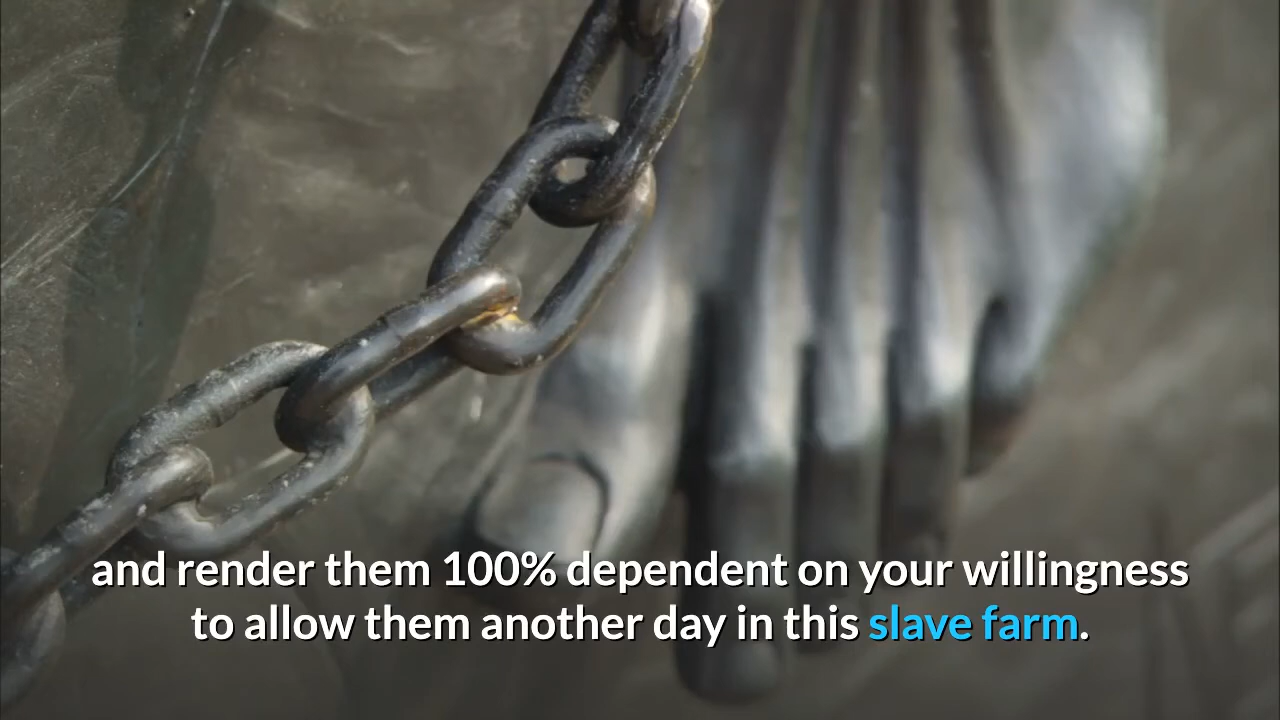 and render them 100% dependent on your willingness
to allow them another day in this slave farm.